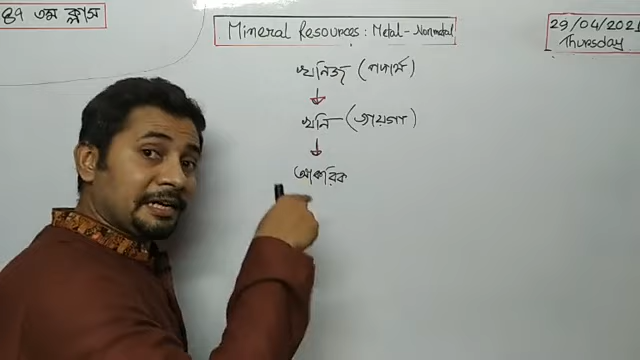 ৪৭ তম ক্লাস
Mineral Resources: Metal-Nonmetal
29/04/2021
Thursday
খনিজ (পদার্থ)
খনি (জায়গা)
আকরিক